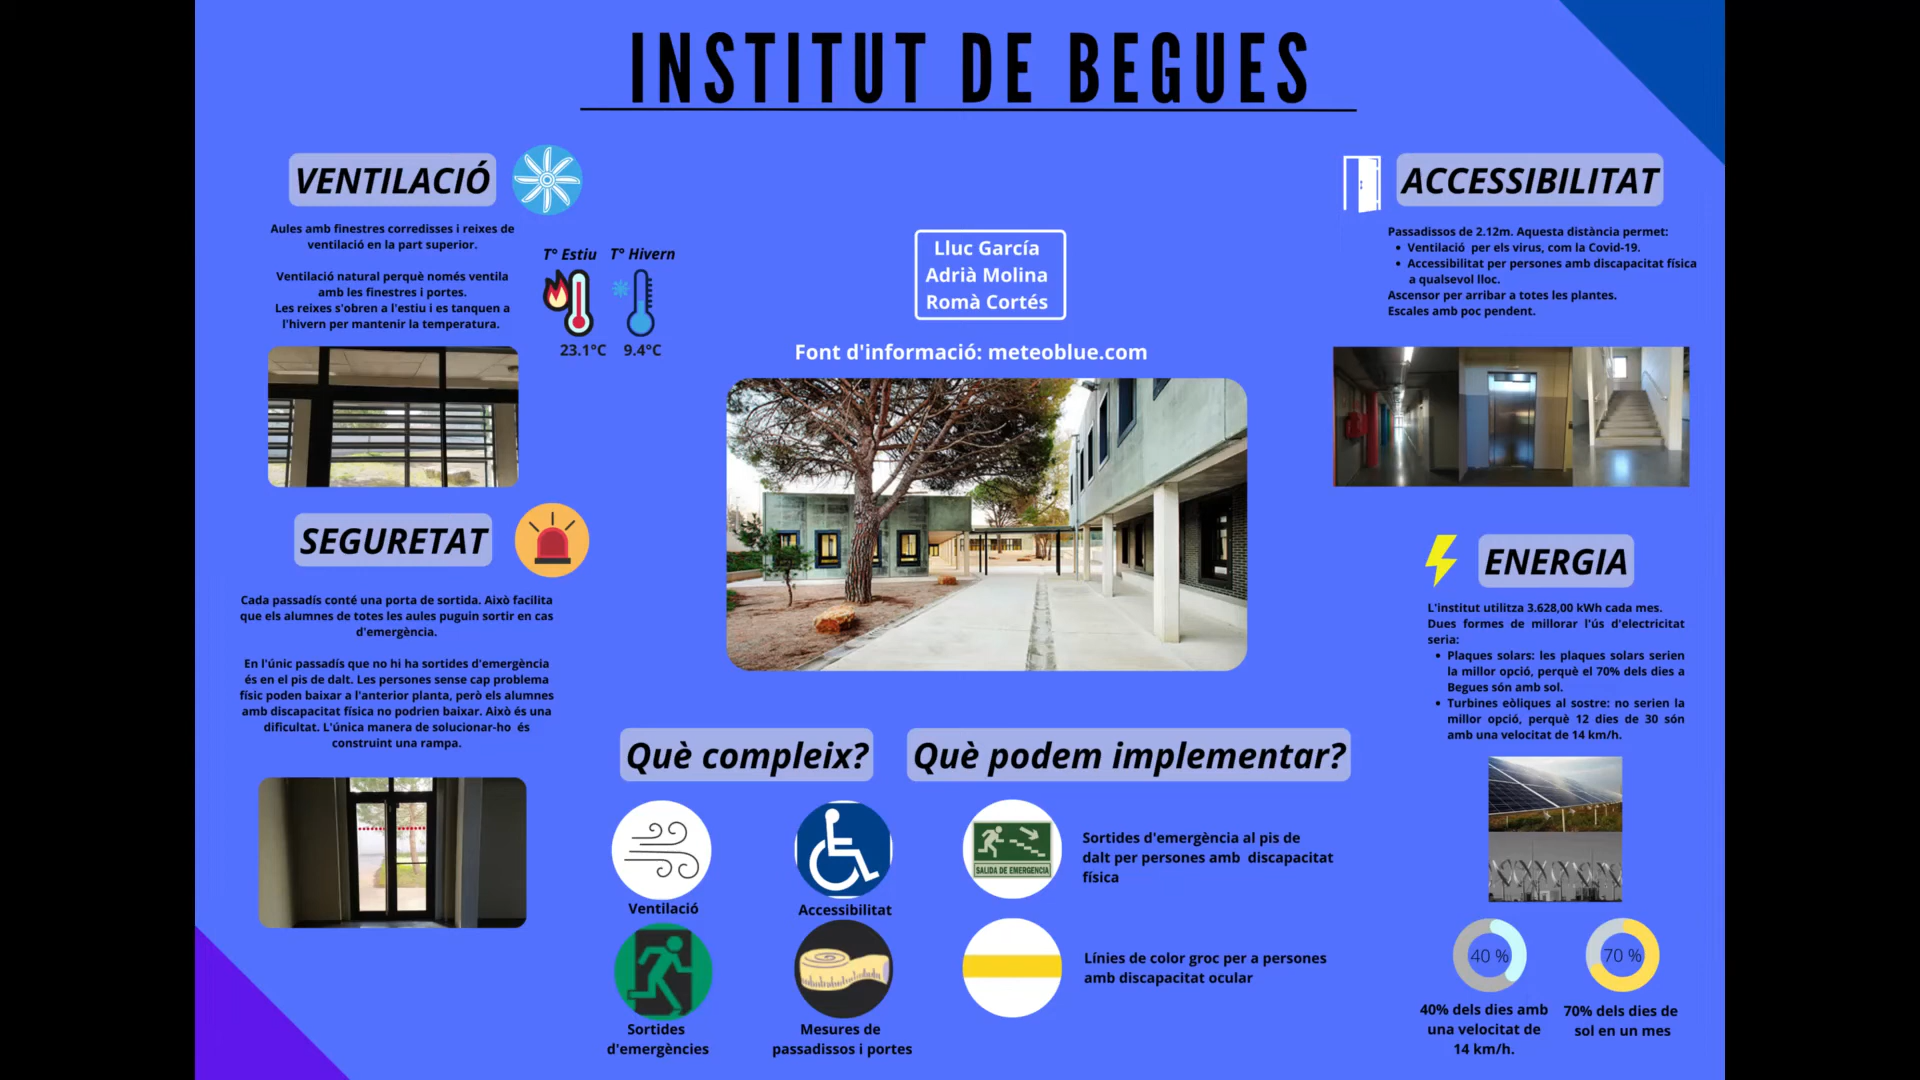 INSTITUT DE BEGUES
VENTILACIÓ
Aules amb finestres corredisses i reixes de
ventilació en la part superior.
Ventilació natural perquè només ventila
amb les finestres i portes.
Les reixes s'obren a l'estiu i es tanquen a
l'hivern per mantenir la temperatura.
T° Estiu T° Hivern
23.1°C 9.4°C
SEGURETAT
Cada passadís conté una porta de sortida. Això facilita
que els alumnes de totes les aules puguin sortir en cas
d'emergència.
En l'únic passadís que no hi ha sortides d'emergència
és en el pis de dalt. Les persones sense cap problema
físic poden baixar a l'anterior planta, però els alumnes
amb discapacitat física no podrien baixar. Això és una
dificultat. L'única manera de solucionar-ho és
construint una rampa.
Lluc García
Adrià Molina
Romà Cortés
Font d'informació: meteoblue.com
Què compleix?
Ventilació
Accessibilitat
Sortides
d'emergències
Mesures de
passadissos i portes
Què podem implementar?
SALIDA DE EMERGENCIA
Sortides d'emergència al pis de
dalt per persones amb discapacitat
física
Línies de color groc per a persones
amb discapacitat ocular
ACCESSIBILITAT
Passadissos de 2.12m. Aquesta distància permet:
• Ventilació per els virus, com la Covid-19.
• Accessibilitat per persones amb discapacitat física
a qualsevol lloc.
Ascensor per arribar a totes les plantes.
Escales amb poc pendent.
ENERGIA
L'institut utilitza 3.628,00 kWh cada mes.
Dues formes de millorar l'ús d'electricitat
seria:
• Plaques solars: les plaques solars serien
la millor opció, perquè el 70% dels dies a
Begues són amb sol.
• Turbines eòliques al sostre: no serien la
millor opció, perquè 12 dies de 30 són
amb una velocitat de 14 km/h.
40 %
70 %
40% dels dies amb
una velocitat de
14 km/h.
70% dels dies de
sol en un mes